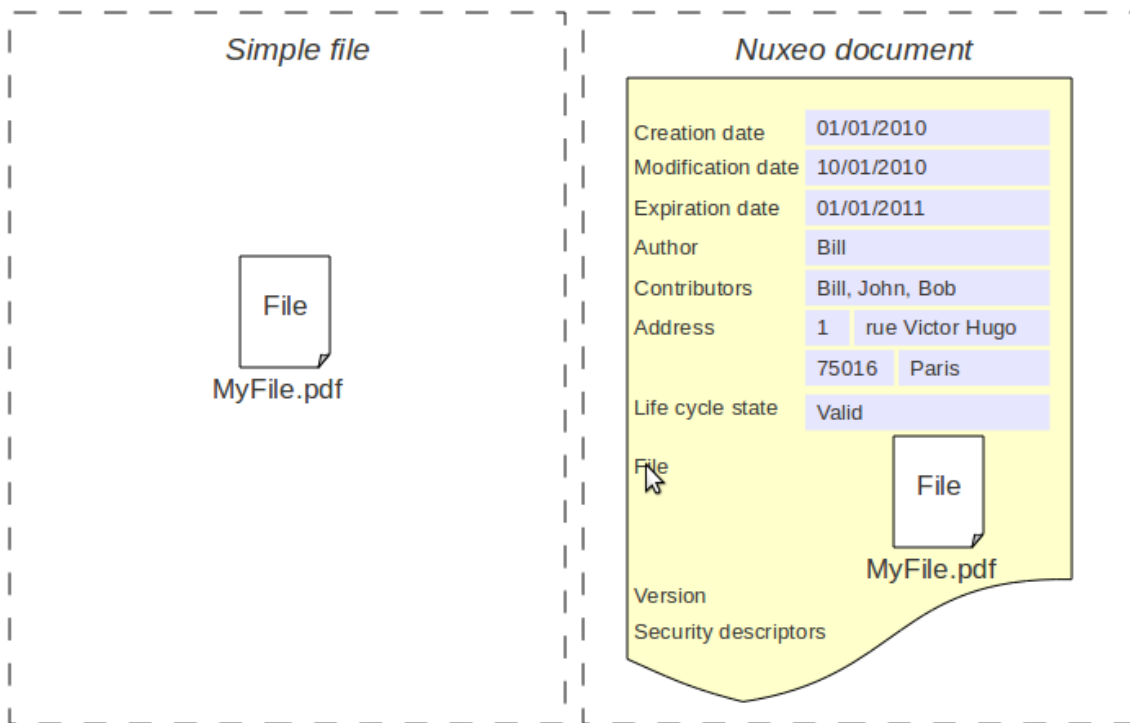 Simple file
File
MyFile.pdf
Nuxeo document
Creation date 01/01/2010
Modification date 10/01/2010
Expiration date 01/01/2011
Author Bill
Contributors Bill, John, Bob
Address 1 rue Victor Hugo
75016 Paris
Life cycle state Valid
File
File
MyFile.pdf
Version
Security descriptors